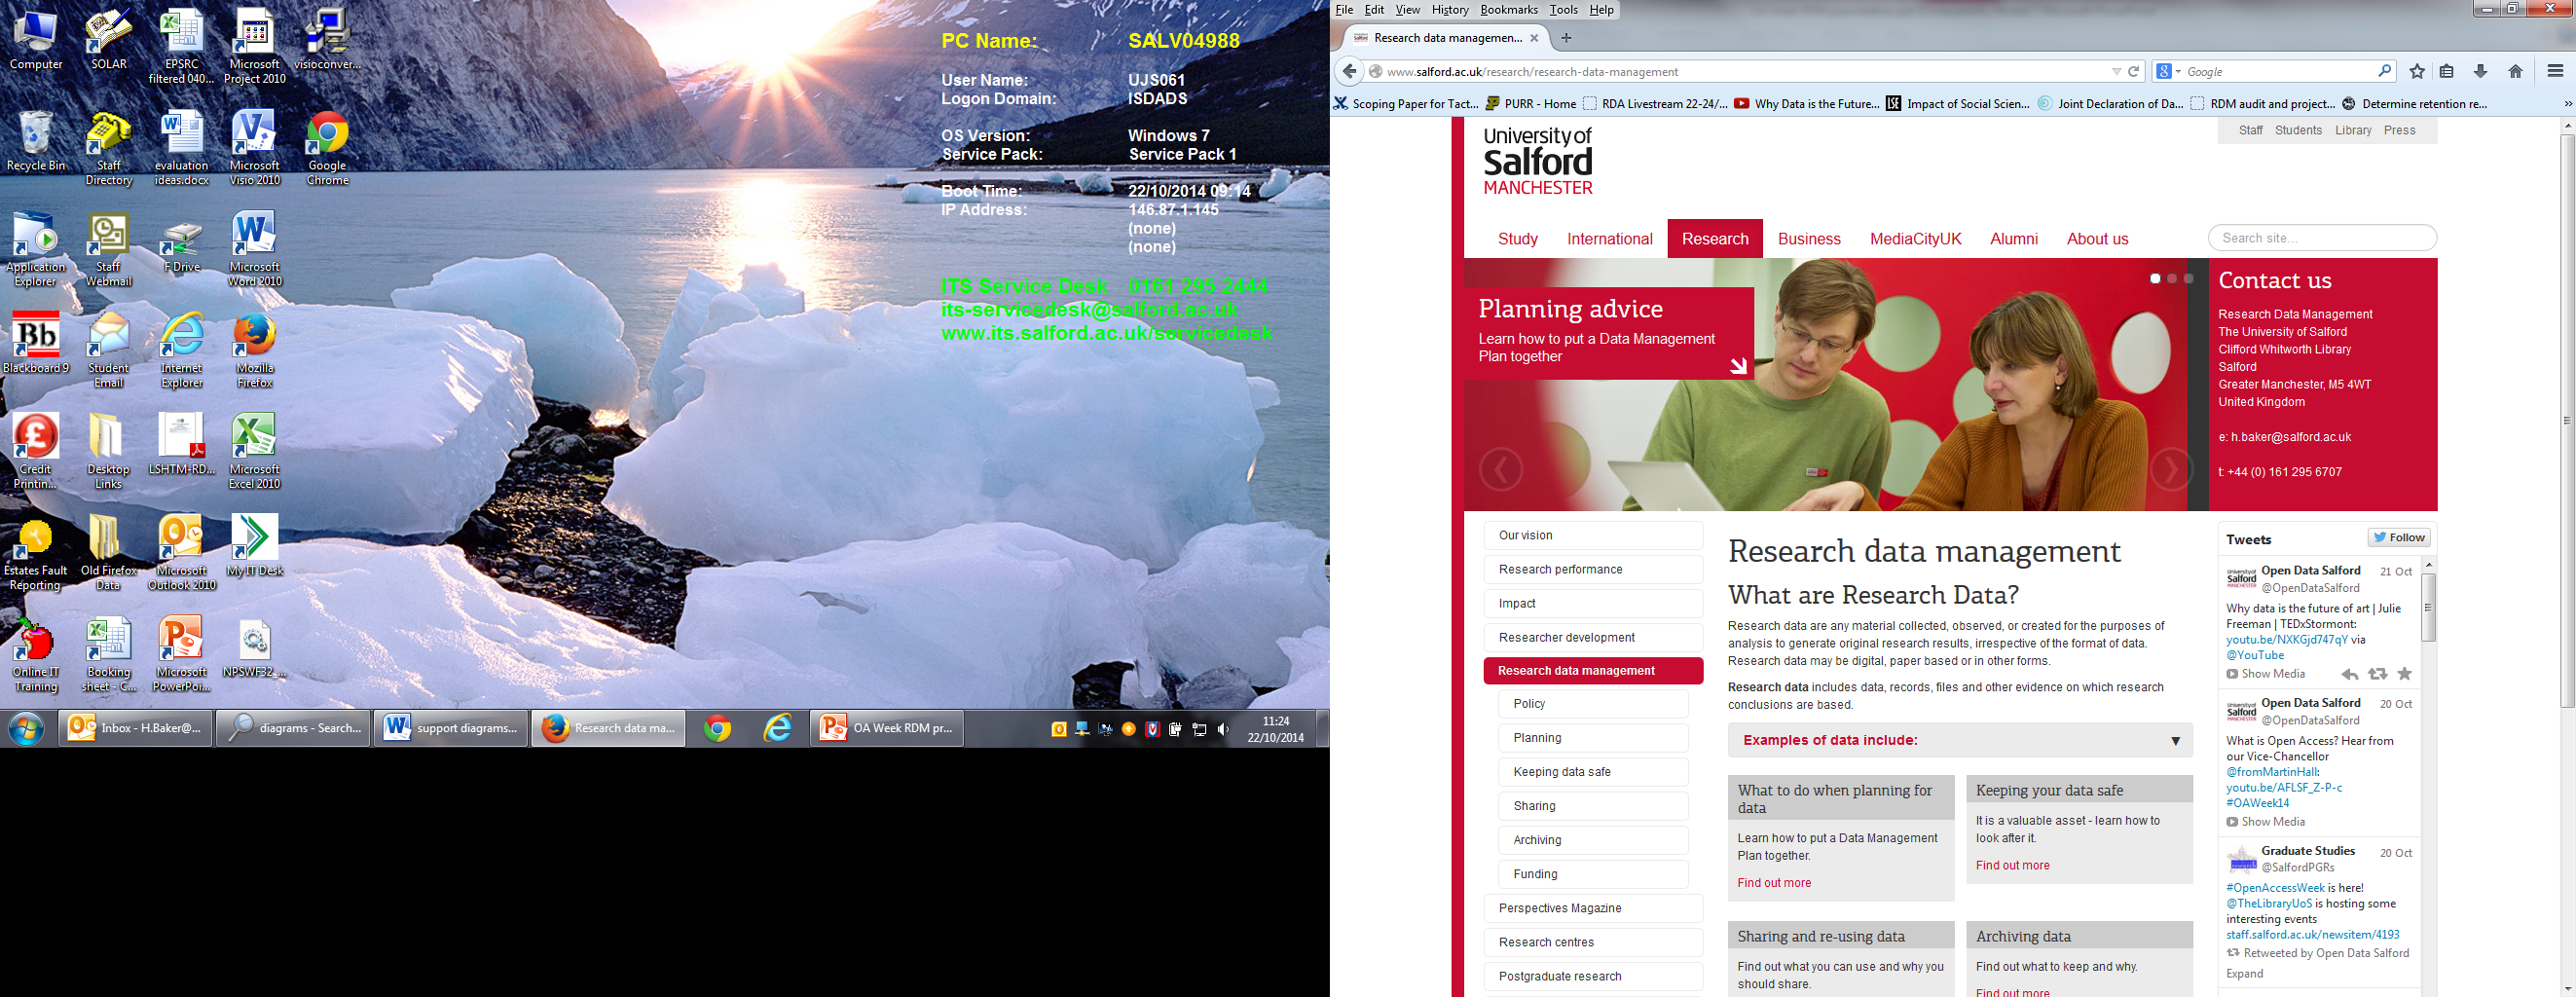 Computer
SOLAR
EPSRC
filtered 040...
Microsoft
Project 2010
visioconver...
Recycle Bin
Staff
Directory
evaluation
ideas.docx
Microsoft
Visio 2010
Google
Chrome
Application
Explorer
Staff
Webmail
F Drive
Microsoft
Word 2010
Bb
Blackboard 9
Student
Email
Internet
Explorer
Mozilla
Firefox
Credit
Printin...
Desktop
Links
LSHTM-RD...
Microsoft
Excel 2010
Estates Fault
Reporting
Old Firefox
Data
Microsoft
Outlook 2010
My IT Desk
Online IT
Training
Booking
sheet - C...
Microsoft
PowerPoi...
NPSWF32_...
PC Name: SALV04988
User Name: UJS061
Logon Domain: ISDADS
OS Version: Windows 7
Service Pack: Service Pack 1
Boot Time: 22/10/2014 09:14
IP Address: 146.87.1.145
(none)
(none)
ITS Service Desk 0161 295 2444
its-servicedesk@salford.ac.uk
www.its.salford.ac.uk/servicedesk
Inbox - H.Baker@...
diagrams - Search...
support diagrams...
Research data ma...
OA Week RDM pr...
11:24
22/10/2014
File Edit View History Bookmarks Tools Help
Research data managemen...
www.salford.ac.uk/research/research-data-management
Google
Scoping Paper for Tact...
PURR - Home
RDA Livestream 22-24/...
Why Data is the Future...
Impact of Social Scien...
Joint Declaration of Da...
RDM audit and project...
Determine retention re...
University of
Salford
MANCHESTER
Staff Students Library Press
Study International Research Business MediaCityUK Alumni About us
Search site...
Planning advice
Learn how to put a Data Management
Plan together
Contact us
Research Data Management
The University of Salford
Clifford Whitworth Library
Salford
Greater Manchester, M5 4WT
United Kingdom
e: h.baker@salford.ac.uk
t: +44 (0) 161 295 6707
Our vision
Research performance
Impact
Researcher development
Research data management
Policy
Planning
Keeping data safe
Sharing
Archiving
Funding
Perspectives Magazine
Research centres
Postgraduate research
Research data management
What are Research Data?
Research data are any material collected, observed, or created for the purposes of
analysis to generate original research results, irrespective of the format of data.
Research data may be digital, paper based or in other forms.
Research data includes data, records, files and other evidence on which research
conclusions are based.
Examples of data include:
What to do when planning for
data
Learn how to put a Data Management
Plan together.
Find out more
Keeping your data safe
It is a valuable asset - learn how to
look after it.
Find out more
Sharing and re-using data
Find out what you can use and why you
should share.
Archiving data
Find out what to keep and why.
Find out more
Tweets
Follow
Open Data Salford 21 Oct
@OpenDataSalford
Why data is the future of art | Julie
Freeman | TEDxStormont:
youtu.be/NXKGjd747qY via
@YouTube
Show Media
Open Data Salford 20 Oct
@OpenDataSalford
What is Open Access? Hear from
our Vice-Chancellor
@fromMartinHall:
youtu.be/AFLSF_Z-P-c
#OAWeek14
Show Media
Graduate Studies 20 Oct
@SalfordPGRs
#OpenAccessWeek is here!
@TheLibraryUoS is hosting some
interesting events
staff.salford.ac.uk/newsitem/4193
Retweeted by Open Data Salford
Expand